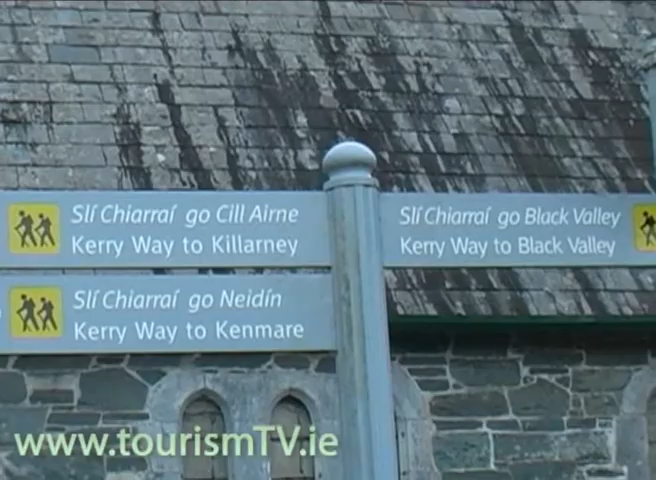 Slí Chiarraí go Cill Airne
Kerry Way to Killarney
Slí Chiarraí go Neidín
Kerry Way to Kenmare
Slí Chiarraí go Black Valley
Kerry Way to Black Valley
www.tourismTV.ie